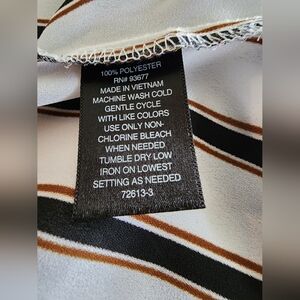 100% POLYESTER
RN# 93677
MADE IN VIETNAM
MACHINE WASH COLD
GENTLE CYCLE
WITH LIKE COLORS
USE ONLY NON-
CHLORINE BLEACH
WHEN NEEDED
TUMBLE DRY LOW
IRON ON LOWEST
SETTING AS NEEDED
72613-3